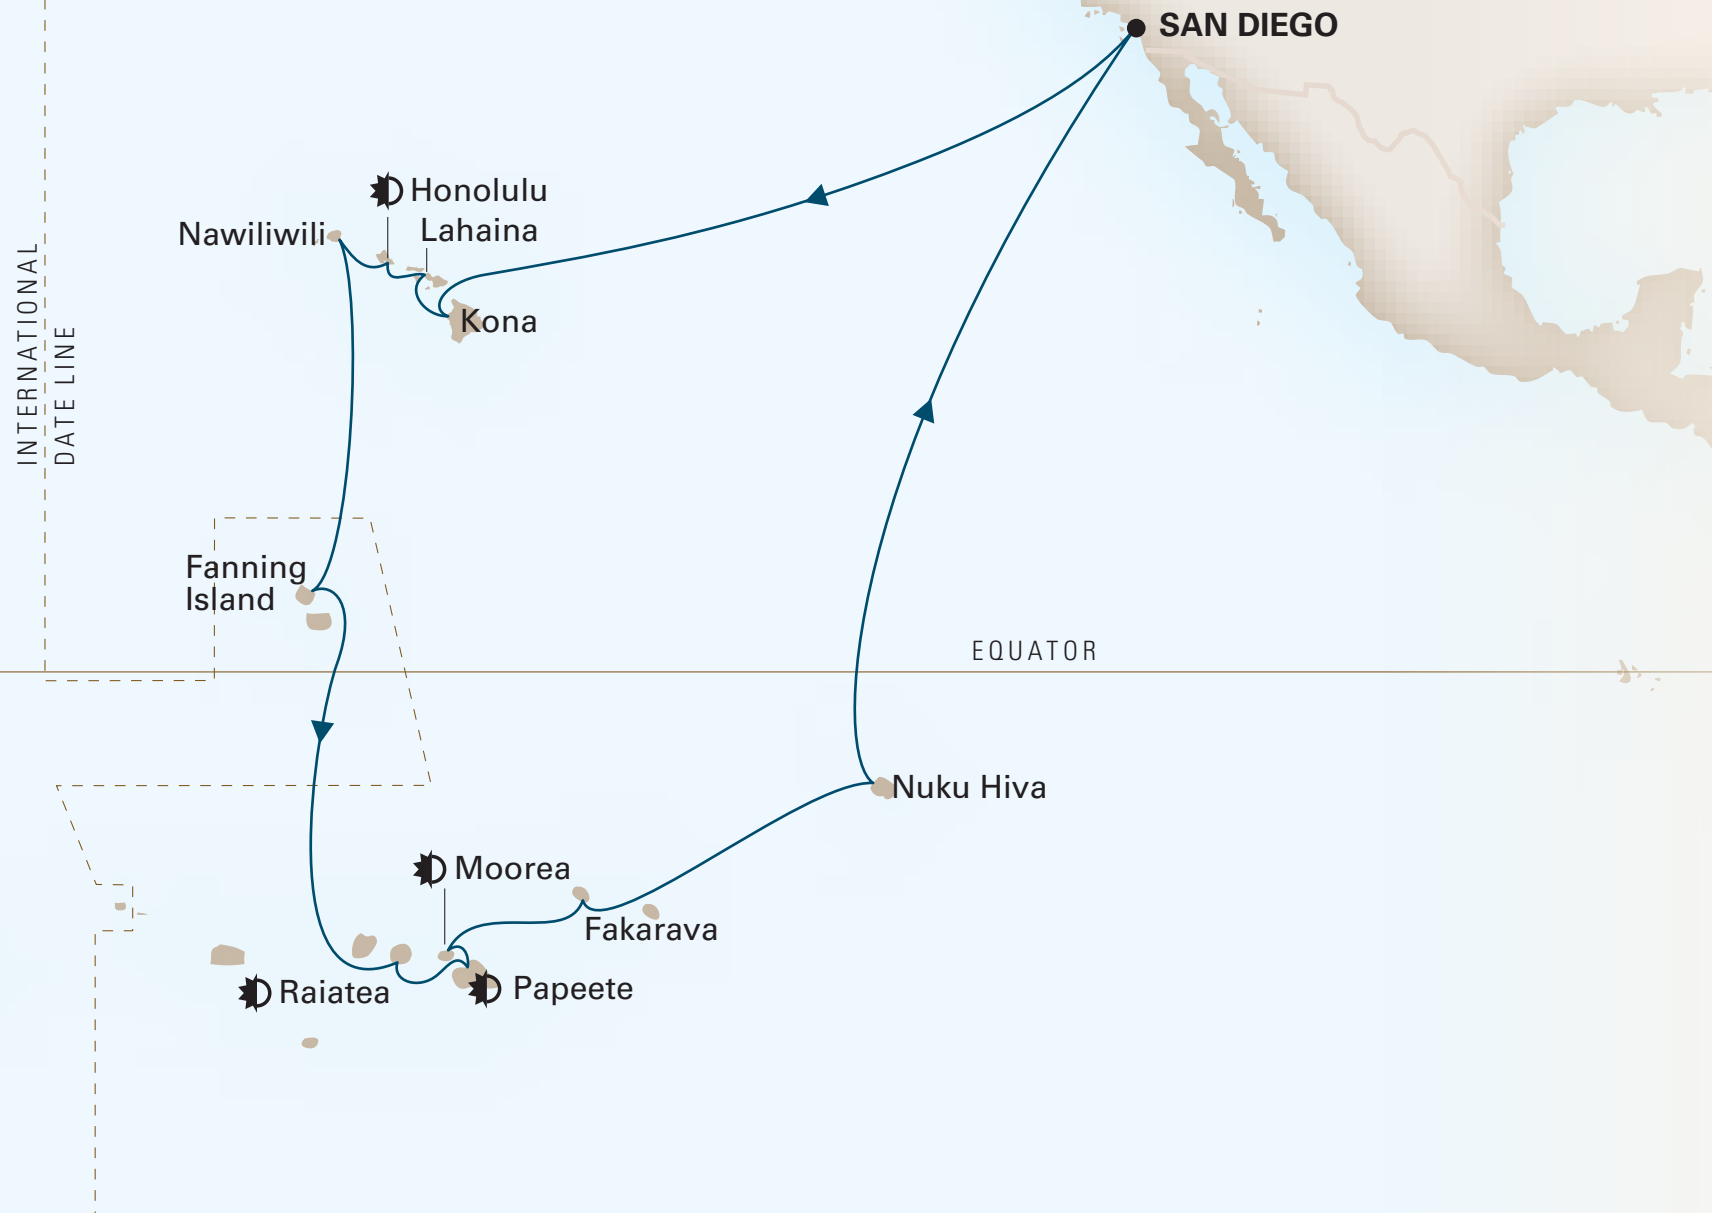 SAN DIEGO
Honolulu
Lahaina
Nawiliwili
Kona
INTERNATIONAL
DATE LINE
Fanning
Island
EQUATOR
Nuku Hiva
Moorea
Fakarava
Raiatea
Papeete